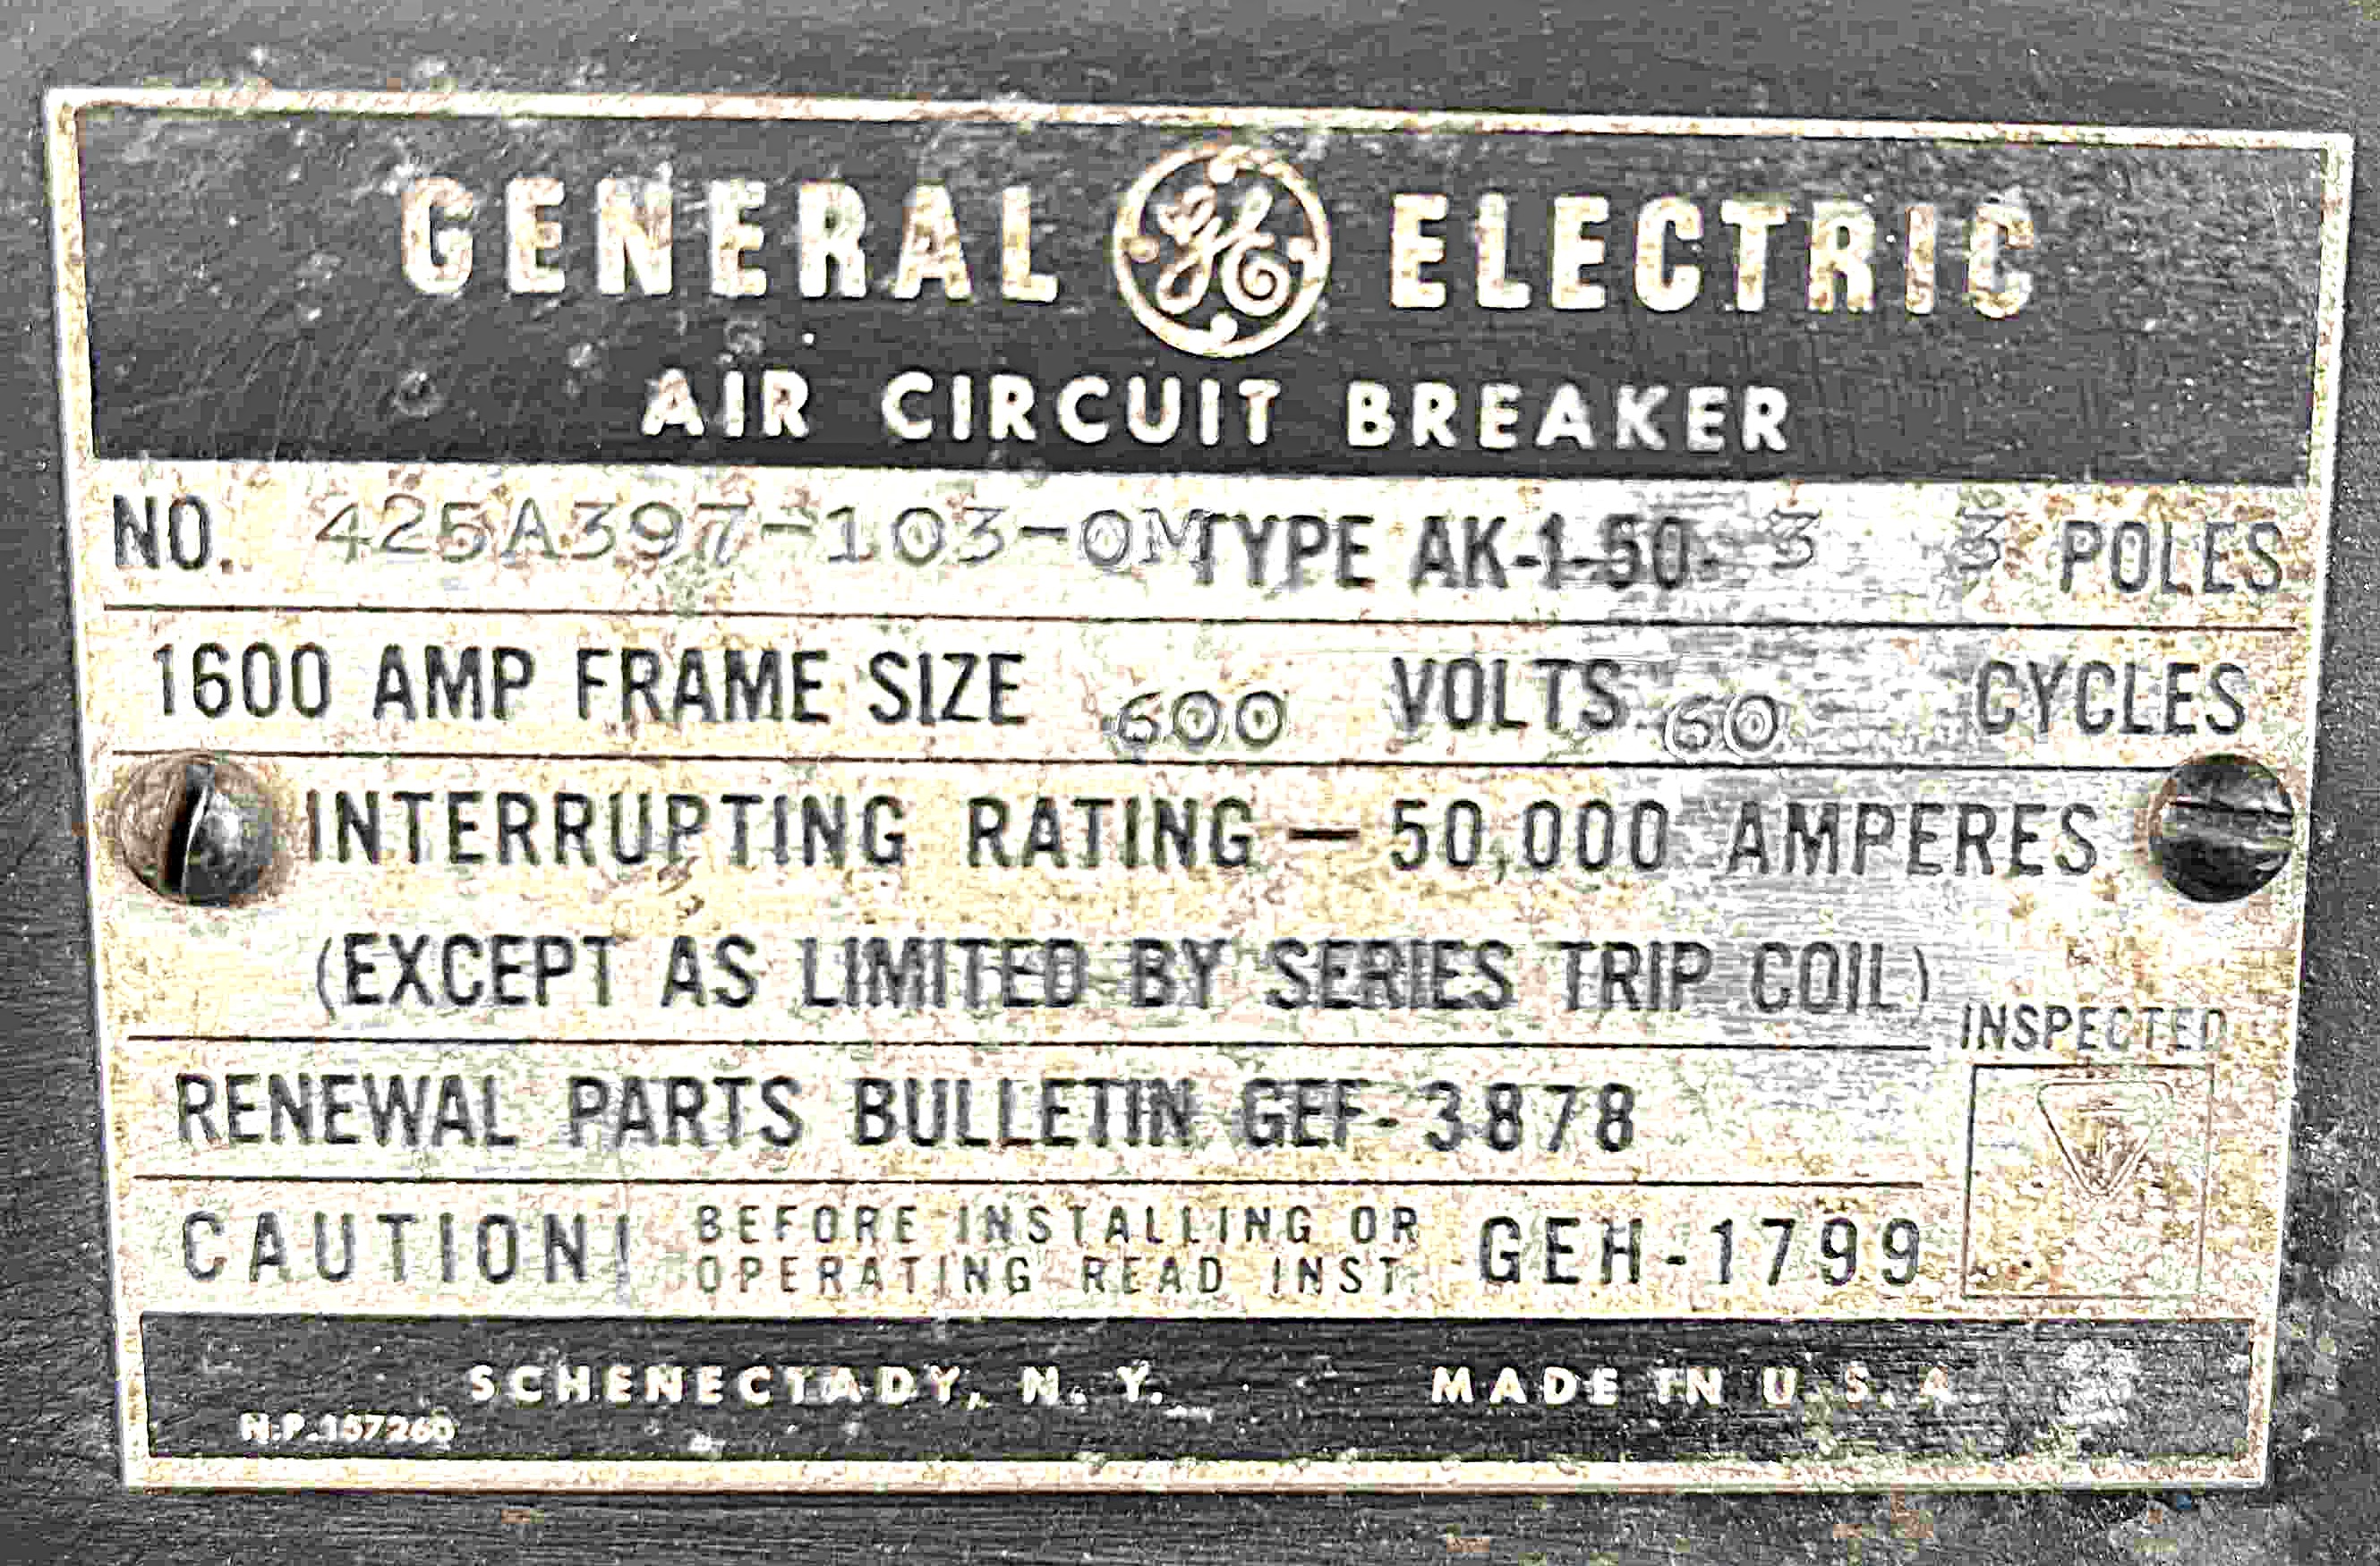 GENERAL GE ELECTRIC
AIR CIRCUIT BREAKER
NO. 425A397-103-0M TYPE AK-1-50- 3 3 POLES
1600 AMP FRAME SIZE 600 VOLTS 60 CYCLES
INTERRUPTING RATING — 50,000 AMPERES
(EXCEPT AS LIMITED BY SERIES TRIP COIL)
INSPECTED
RENEWAL PARTS BULLETIN GEF-3878
CAUTION! BEFORE INSTALLING OR
OPERATING READ INST. GEH-1799
SCHENECTADY, N. Y. MADE IN U.S.A
N.P.157260